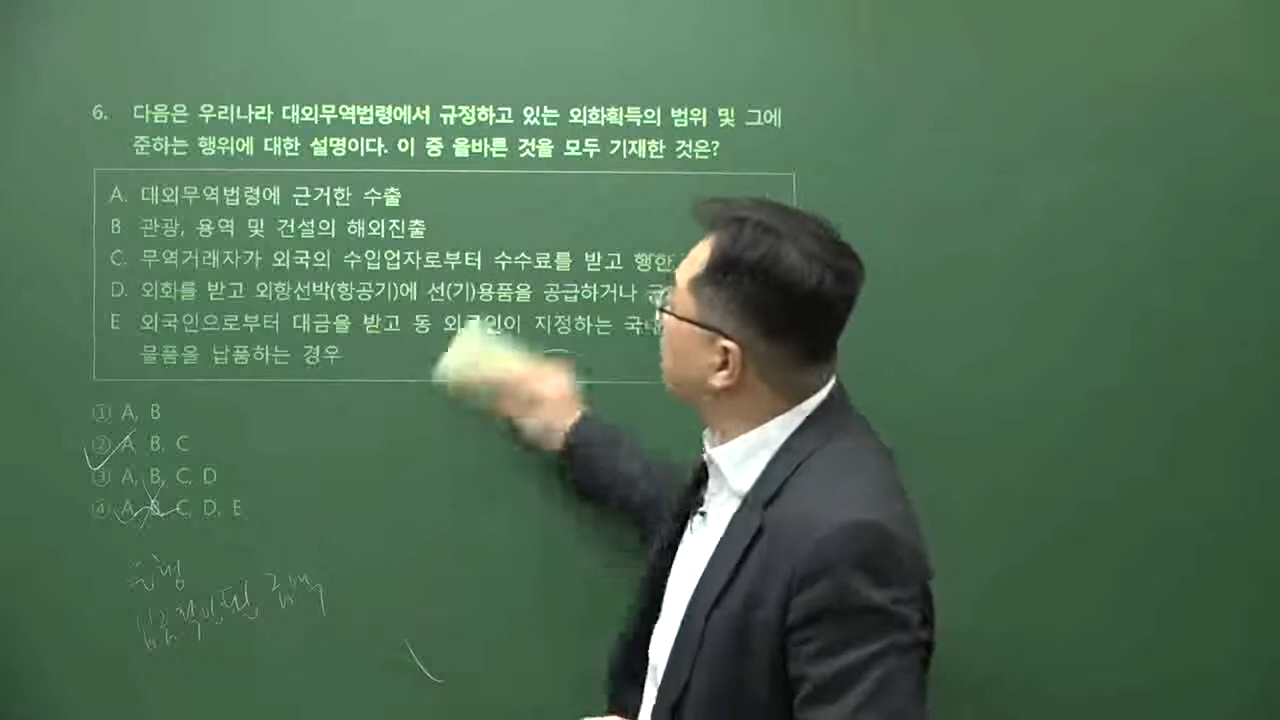 6. 다음은 우리나라 대외무역법령에서 규정하고 있는 외화획득의 범위 및 그에
준하는 행위에 대한 설명이다. 이 중 올바른 것을 모두 기재한 것은?
A. 대외무역법령에 근거한 수출
B 관광, 용역 및 건설의 해외진출
C. 무역거래자가 외국의 수입업자로부터 수수료를 받고 행한
D. 외화를 받고 외항선박(항공기)에 선(기)용품을 공급하거나
E 외국인으로부터 대금을 받고 동 외국인이 지정하는
물품을 납품하는 경우
① A, B
② A B, C
③ A, B, C, D
④ A, B, C, D, E